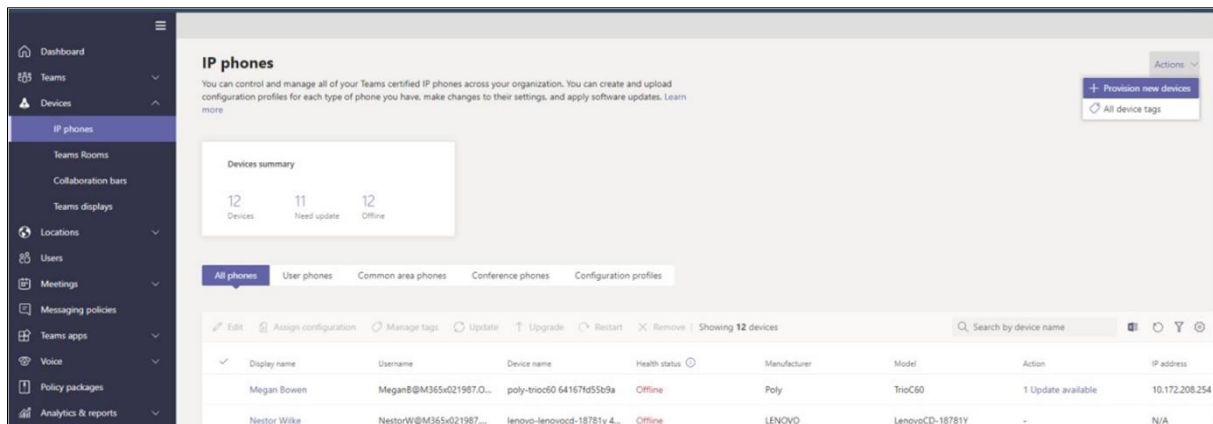 Dashboard
Teams
Devices
IP phones
Teams Rooms
Collaboration bars
Teams displays
Locations
Users
Meetings
Messaging policies
Teams apps
Voice
Policy packages
Analytics & reports
IP phones
You can control and manage all of your Teams certified IP phones across your organization. You can create and upload
configuration profiles for each type of phone you have, make changes to their settings, and apply software updates. Learn
more
Actions
+ Provision new devices
All device tags
Devices summary
12 11 12
Devices Need update Offline
All phones User phones Common area phones Conference phones Configuration profiles
Edit Assign configuration Manage tags Update Upgrade Restart Remove Showing 12 devices Search by device name
Display name Username Device name Health status Manufacturer Model Action IP address
Megan Bowen MeganB@M365x021987.O... poly-trioc60 64167fd55b9a Offline Poly TrioC60 1 Update available 10.172.208.254
Nestor Wilke NestorW@M365x021987.... lenovo-lenovocd-18781y 4... Offline LENOVO LenovoCD-18781Y - N/A